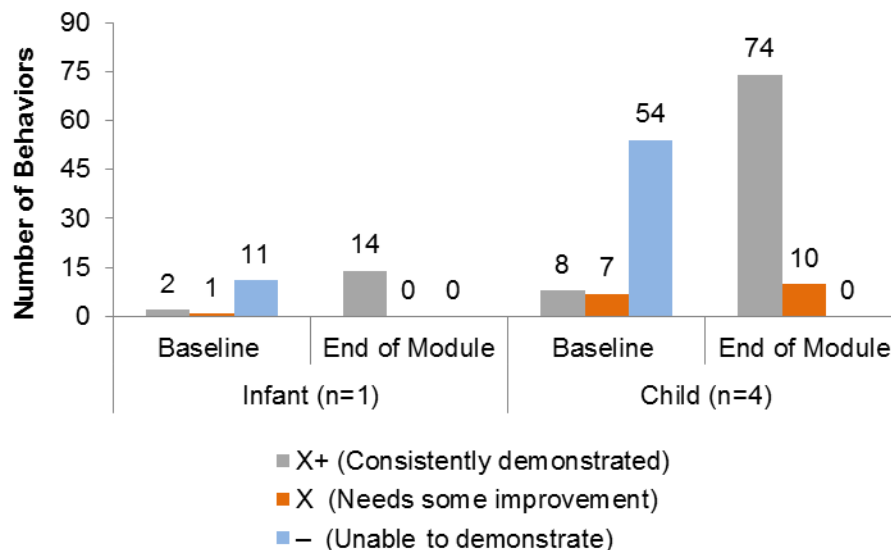 Number of Behaviors
90
75
60
45
30
15
0
2
1
11
14
0
0
8
7
54
74
10
0
Baseline
End of Module
Baseline
End of Module
Infant (n=1)
Child (n=4)
X+ (Consistently demonstrated)
X (Needs some improvement)
– (Unable to demonstrate)